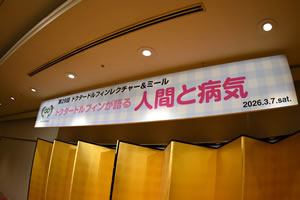 第29回 ドクタードルフィンレクチャー＆ミール
ドクタードルフィンが語る 人間と病気
2026.3.7.sat.